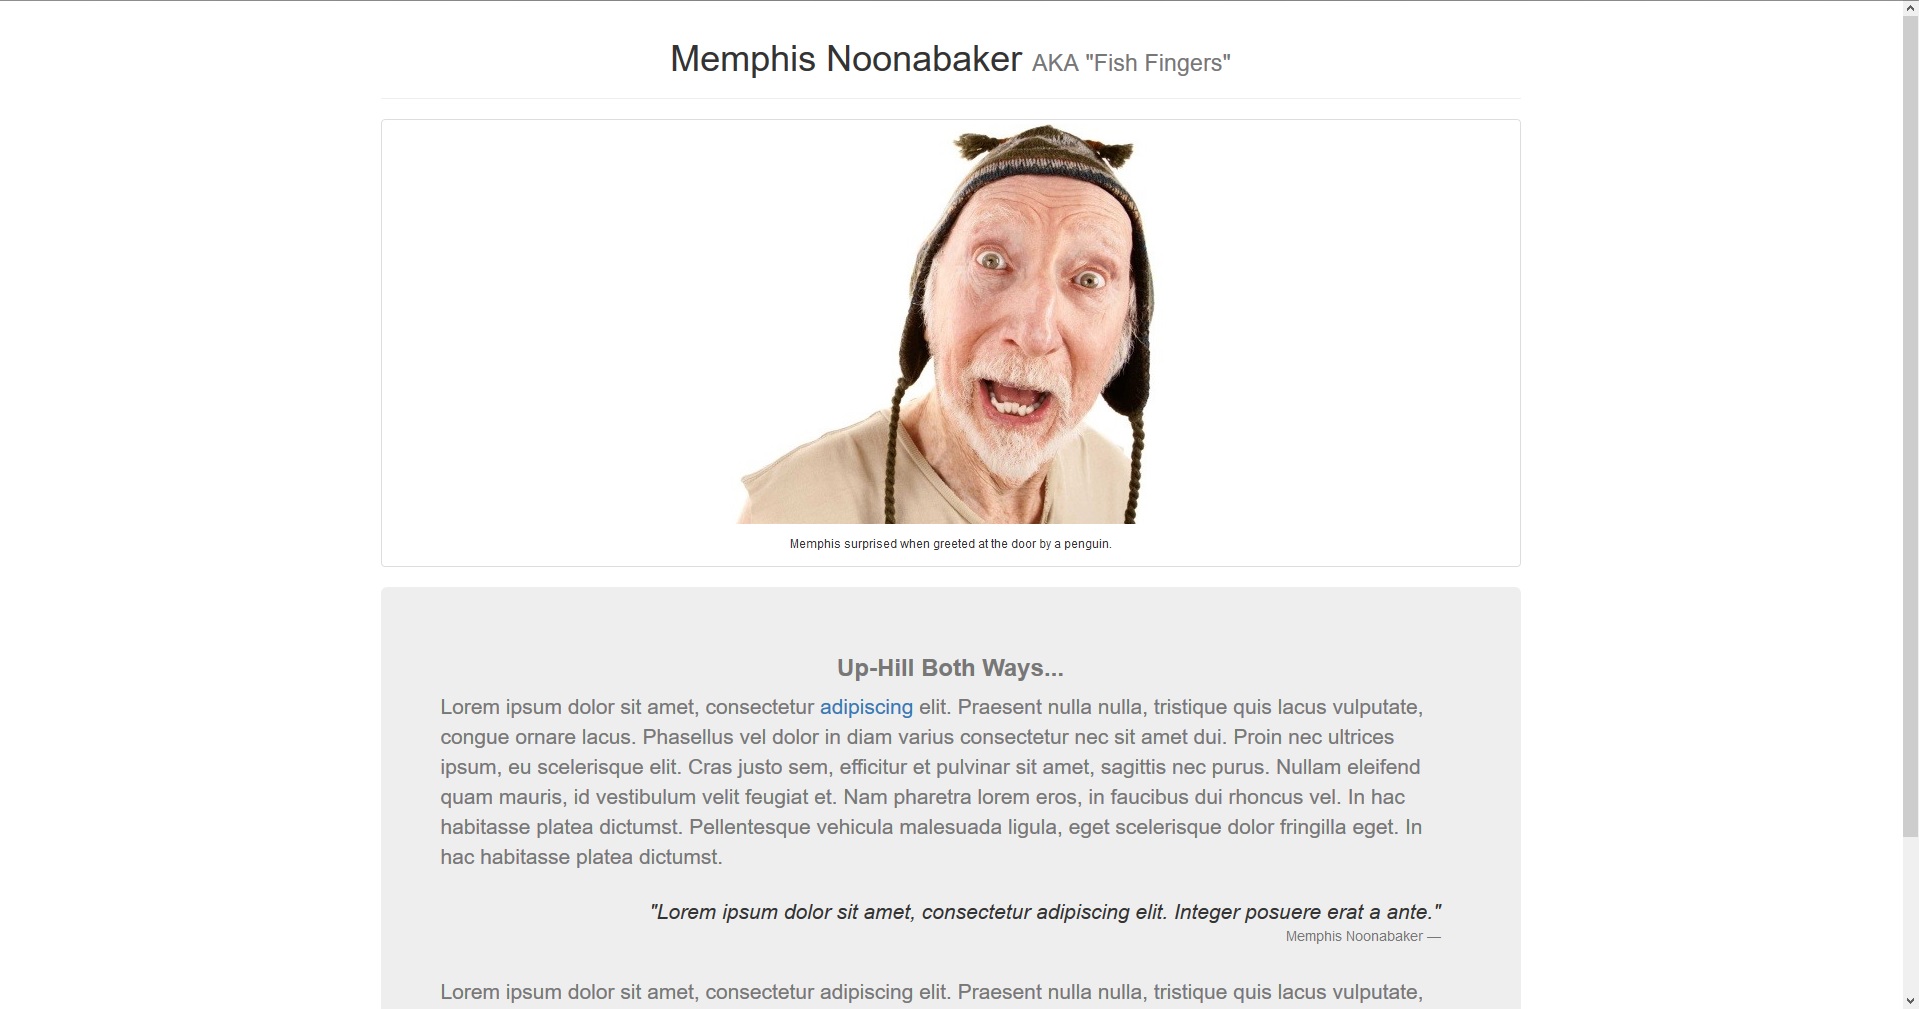 Memphis Noonabaker AKA "Fish Fingers"
Memphis surprised when greeted at the door by a penguin.
Up-Hill Both Ways...
Lorem ipsum dolor sit amet, consectetur adipiscing elit. Praesent nulla nulla, tristique quis lacus vulputate,
congue ornare lacus. Phasellus vel dolor in diam varius consectetur nec sit amet dui. Proin nec ultrices
ipsum, eu scelerisque elit. Cras justo sem, efficitur et pulvinar sit amet, sagittis nec purus. Nullam eleifend
quam mauris, id vestibulum velit feugiat et. Nam pharetra lorem eros, in faucibus dui rhoncus vel. In hac
habitasse platea dictumst. Pellentesque vehicula malesuada ligula, eget scelerisque dolor fringilla eget. In
hac habitasse platea dictumst.
"Lorem ipsum dolor sit amet, consectetur adipiscing elit. Integer posuere erat a ante."
Memphis Noonabaker —
Lorem ipsum dolor sit amet, consectetur adipiscing elit. Praesent nulla nulla, tristique quis lacus vulputate,